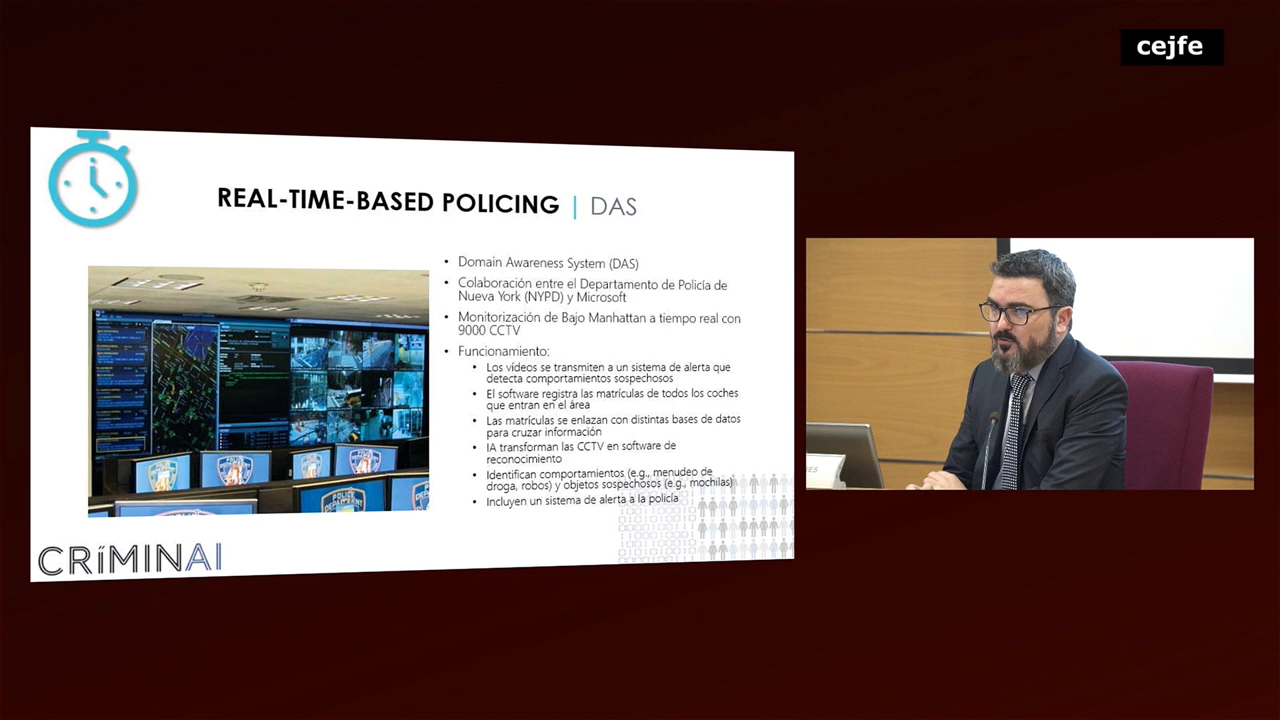 cejfe
REAL-TIME-BASED POLICING | DAS
• Domain Awareness System (DAS)
• Colaboración entre el Departamento de Policía de
Nueva York (NYPD) y Microsoft
• Monitorización de Bajo Manhattan a tiempo real con
9000 CCTV
• Funcionamiento:
• Los vídeos se transmiten a un sistema de alerta que
detecta comportamientos sospechosos
• El software registra las matrículas de todos los coches
que entran en el área
• Las matrículas se enlazan con distintas bases de datos
para cruzar información
• IA transforman las CCTV en software de
reconocimiento
• Identifican comportamientos (e.g., menudeo de
droga, robos) y objetos sospechosos (e.g., mochilas)
• Incluyen un sistema de alerta a la policía
POLICE
DEPARTMENT
CRíMINAI